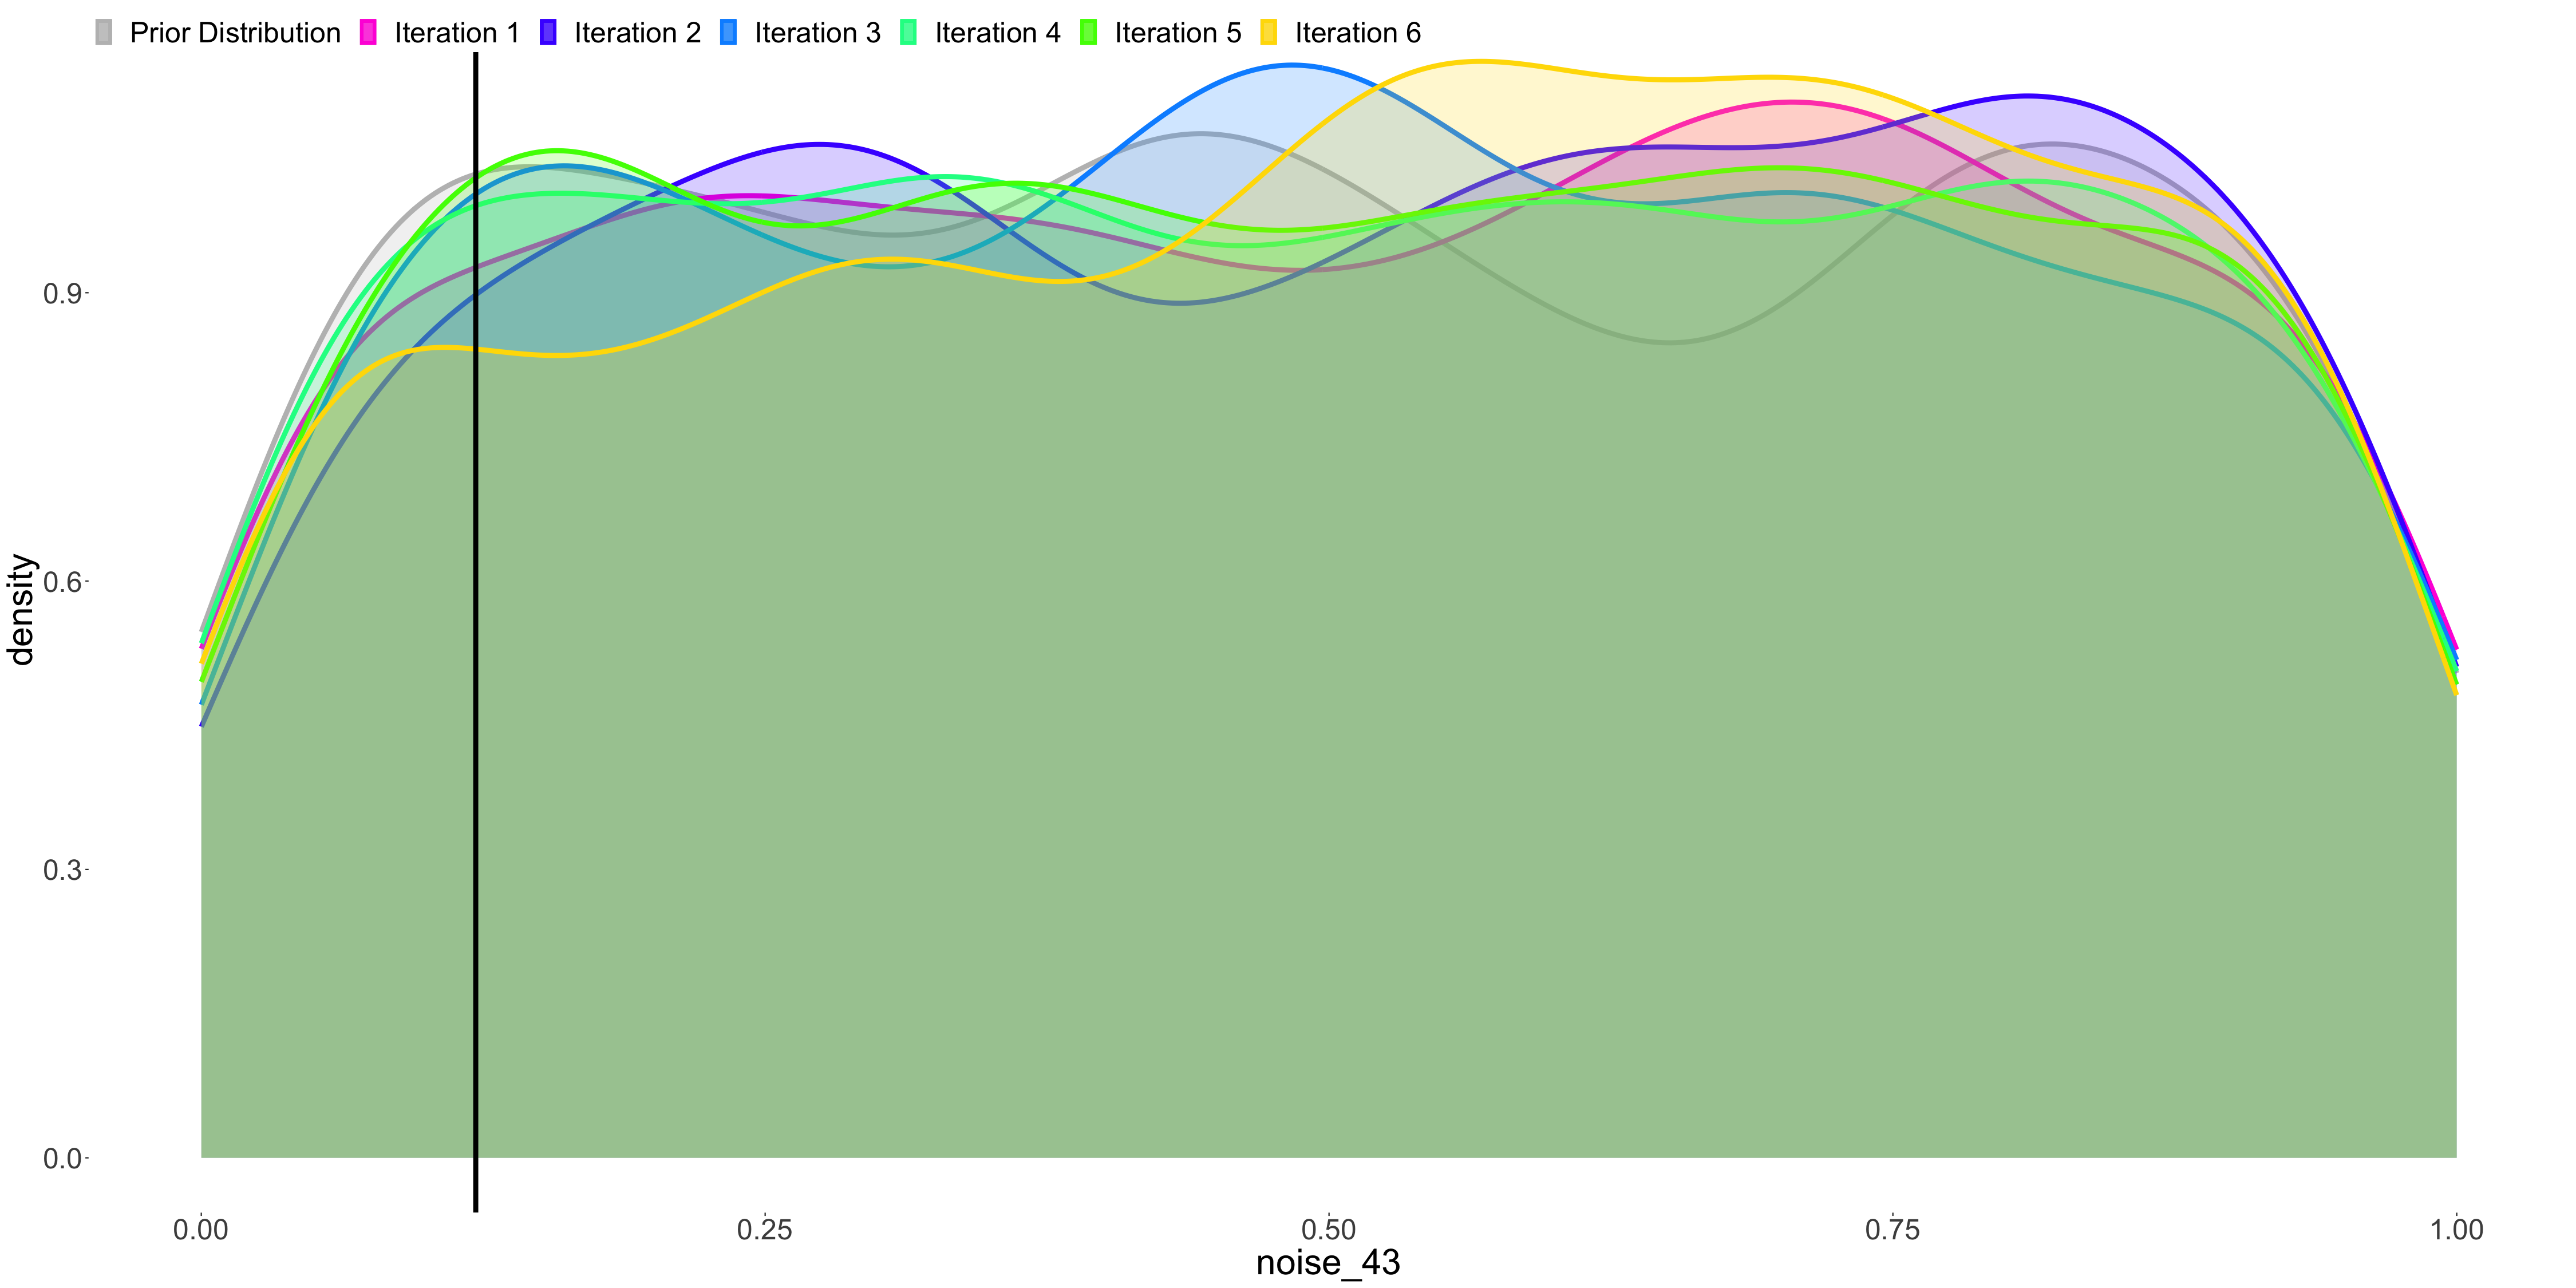 Prior Distribution Iteration 1 Iteration 2 Iteration 3 Iteration 4 Iteration 5 Iteration 6
density
0.9
0.6
0.3
0.0
0.00 0.25 0.50 0.75 1.00
noise_43